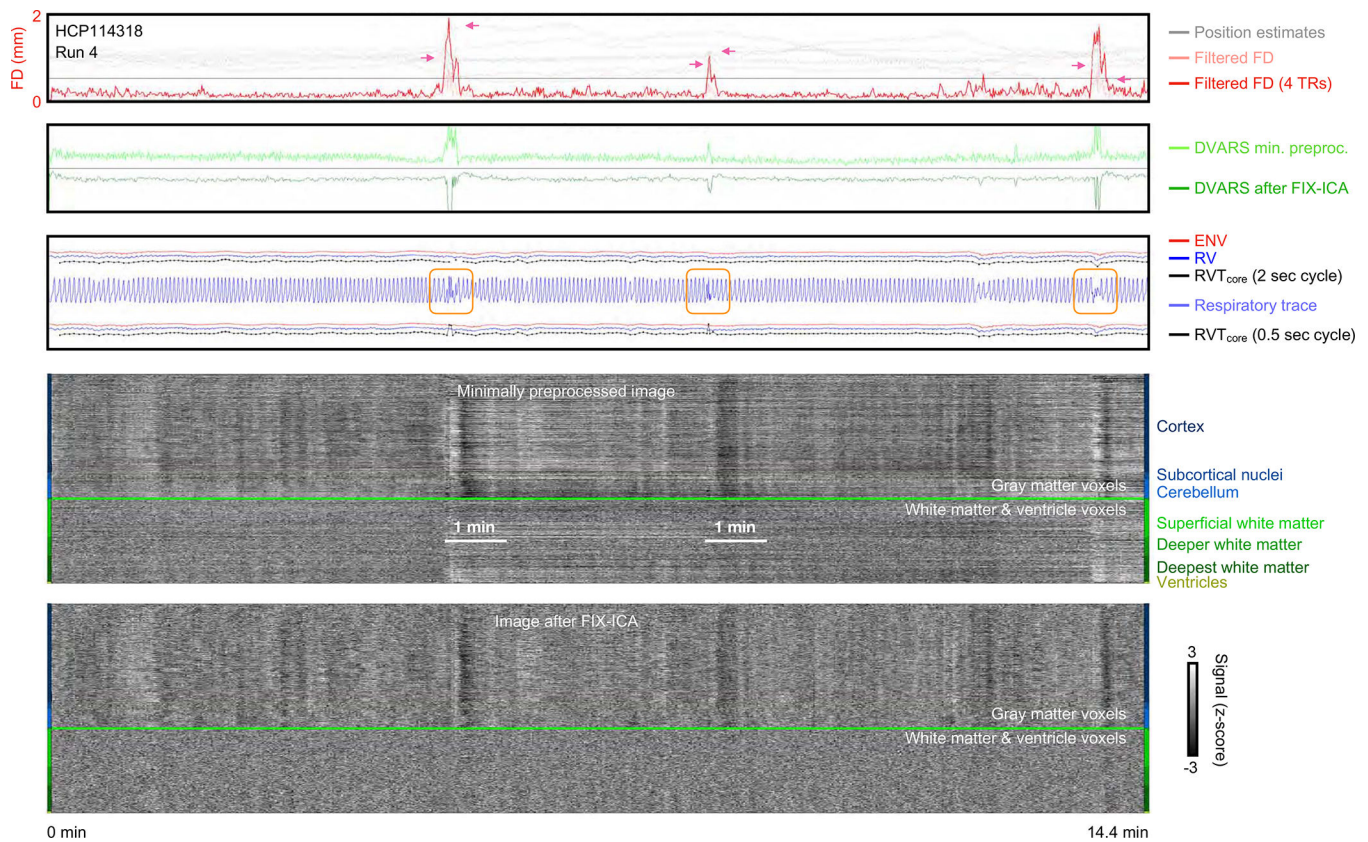 2
HCP114318
Run 4
FD (mm)
0
Position estimates
Filtered FD
Filtered FD (4 TRs)
DVARS min. preproc.
DVARS after FIX-ICA
ENV
RV
RVTcore (2 sec cycle)
Respiratory trace
RVTcore (0.5 sec cycle)
Minimally preprocessed image
Cortex
Subcortical nuclei
Gray matter voxels
Cerebellum
White matter & ventricle voxels
1 min
1 min
Superficial white matter
Deeper white matter
Deepest white matter
Ventricles
Image after FIX-ICA
Gray matter voxels
White matter & ventricle voxels
3
Signal (z-score)
-3
0 min
14.4 min